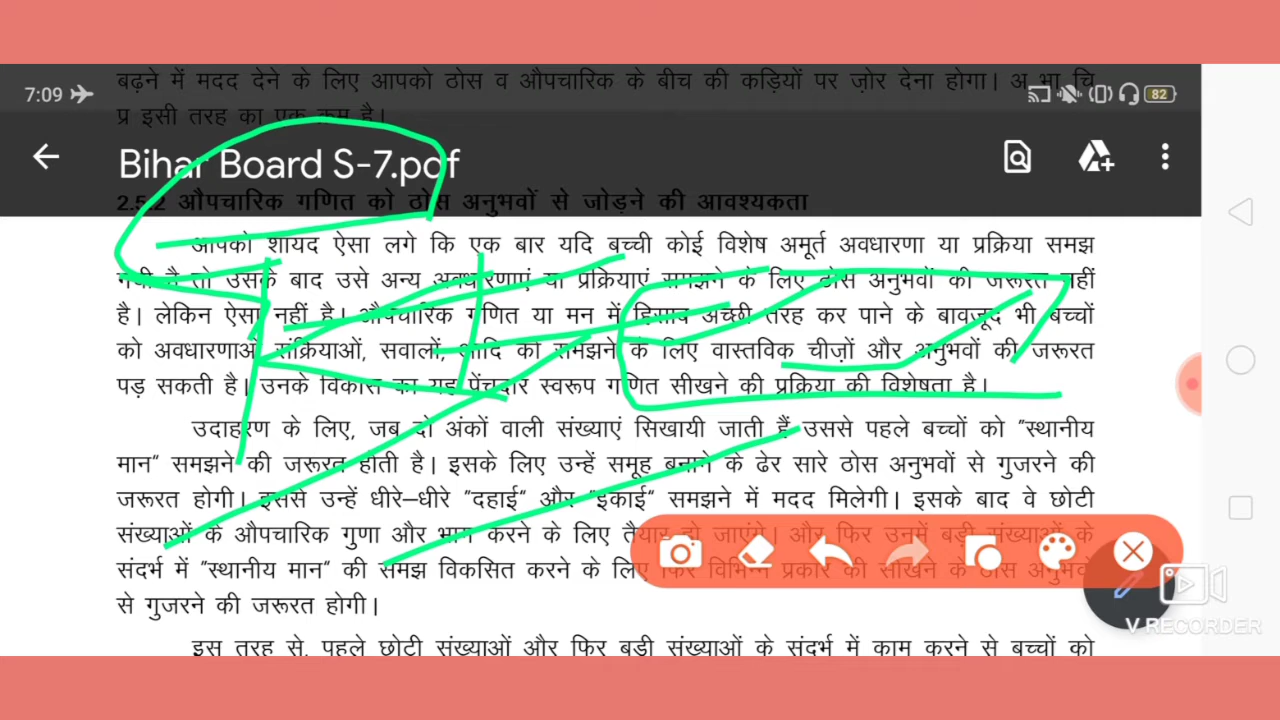 बढ़ने में मदद देने के लिए आपको ठोस व औपचारिक के बीच की कड़ियों पर ज़ोर देना होगा। अ भा चि
7:09
82
प्र इसी तरह का एक क्रम है।
Bihar Board S-7.pdf
2.5.2 औपचारिक गणित को ठोस अनुभवों से जोड़ने की आवश्यकता
आपको शायद ऐसा लगे कि एक बार यदि बच्ची कोई विशेष अमूर्त अवधारणा या प्रक्रिया समझ
गयी है तो उसके बाद उसे अन्य अवधारणाएं या प्रक्रियाएं समझने के लिए ठोस अनुभवों की जरूरत नहीं
है। लेकिन ऐसा नहीं है। औपचारिक गणित या मन में हिसाब अच्छी तरह कर पाने के बावजूद भी बच्चों
को अवधारणाओं, संक्रियाओं, सवालों, आदि को समझने के लिए वास्तविक चीज़ों और अनुभवों की जरूरत
पड़ सकती है। उनके विकास का यह पेंचदार स्वरूप गणित सीखने की प्रक्रिया की विशेषता है।
उदाहरण के लिए, जब दो अंकों वाली संख्याएं सिखायी जाती हैं उससे पहले बच्चों को "स्थानीय
मान" समझने की जरूरत होती है। इसके लिए उन्हें समूह बनाने के ढेर सारे ठोस अनुभवों से गुजरने की
जरूरत होगी। इससे उन्हें धीरे–धीरे "दहाई" और "इकाई" समझने में मदद मिलेगी। इसके बाद वे छोटी
संख्याओं के औपचारिक गुणा और भाग करने के लिए तैयार हो जाएंगे। और फिर उनमें बड़ी संख्याओं के
संदर्भ में "स्थानीय मान" की समझ विकसित करने के लिए फिर विभिन्न प्रकार की सीखने के ठोस अनुभवों
से गुजरने की जरूरत होगी।
V RECORDER
इस तरह से, पहले छोटी संख्याओं और फिर बड़ी संख्याओं के संदर्भ में काम करने से बच्चों को